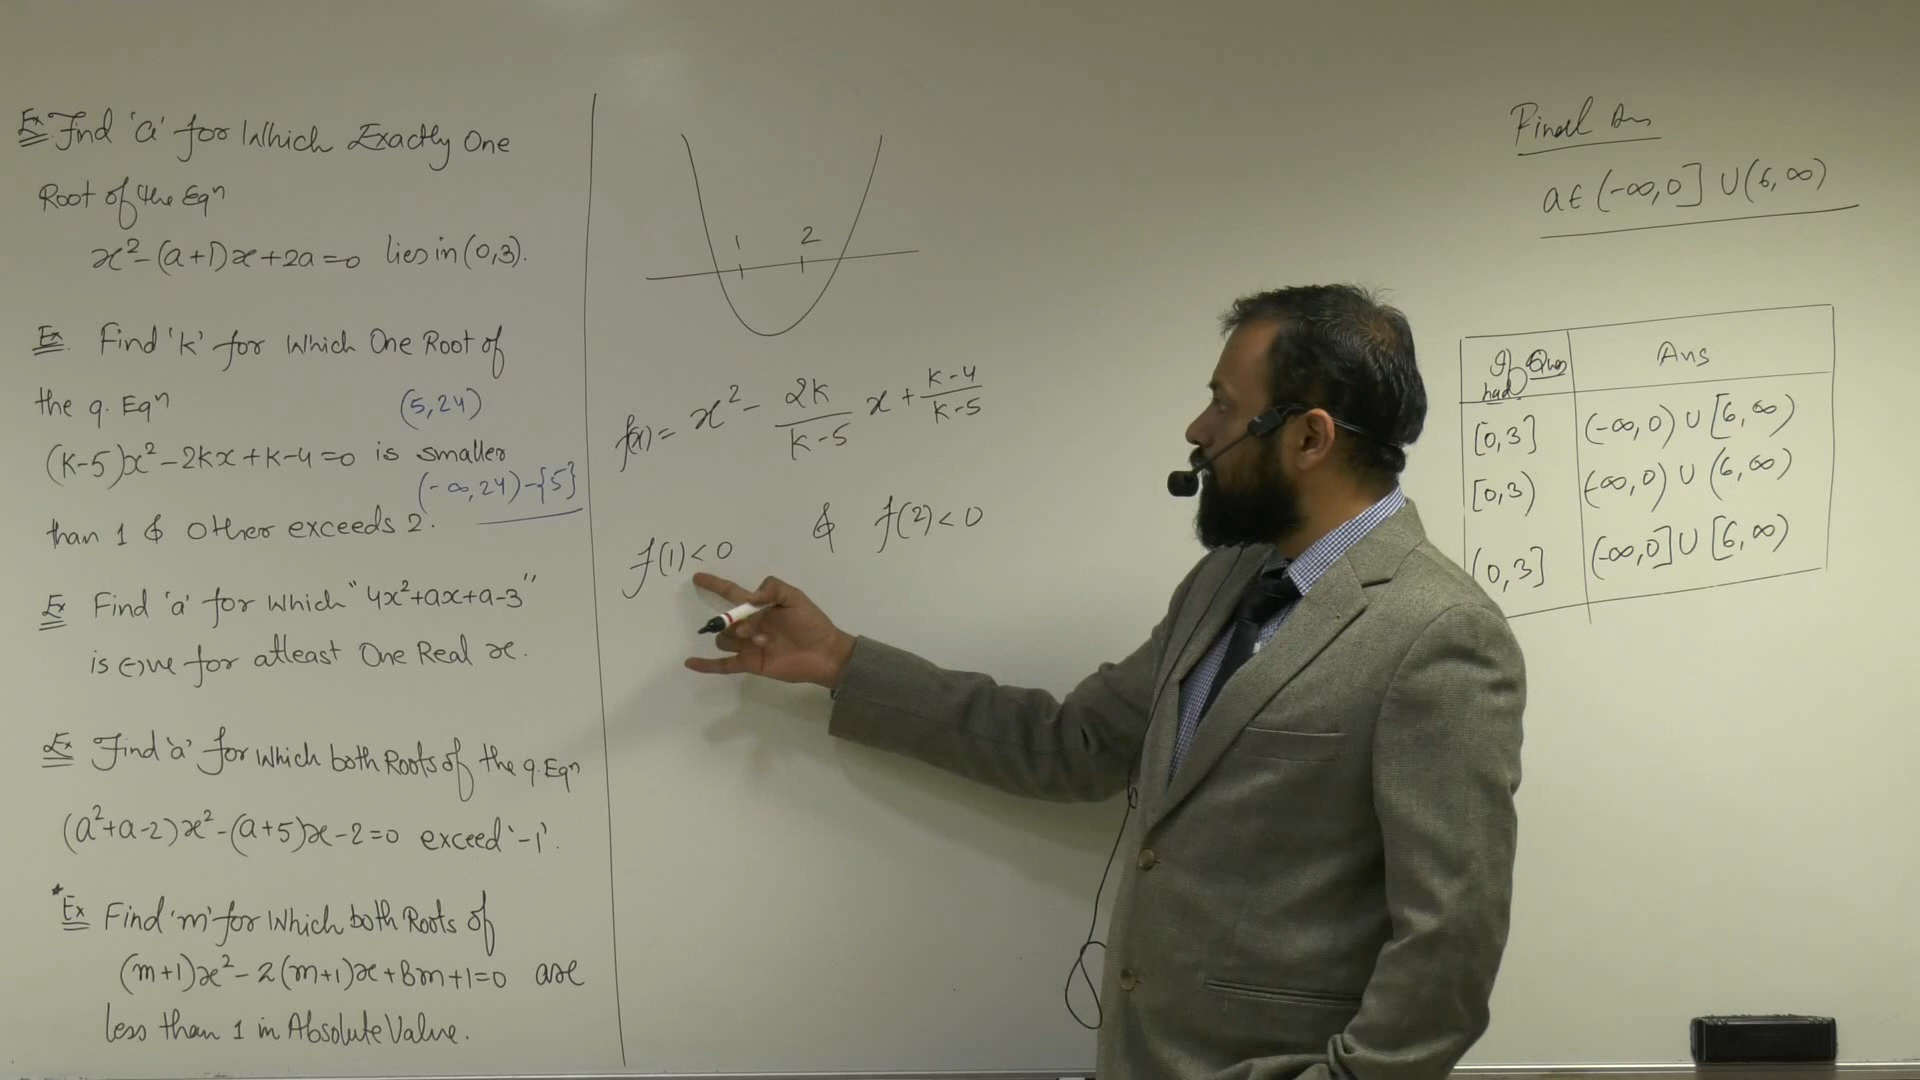 Ex Find 'a' for Which Exactly One
Root of the Eqⁿ
x²-(a+1)x+2a=0 lies in (0,3).
Ex. Find 'k' for Which One Root of
the q. Eqⁿ (5,24)
(k-5)x²-2kx+k-4=0 is smaller
(-∞,24)-{5}
than 1 & Other exceeds 2.
Ex Find 'a' for which "4x²+ax+a-3"
is (-)ve for atleast One Real x.
Ex Find 'a' for which both Roots of the q. Eqⁿ
(a²+a-2)x²-(a+5)x-2=0 exceed '-1'.
*Ex Find 'm' for Which both Roots of
(m+1)x²-2(m+1)x+3m+1=0 are
less than 1 in Absolute Value.
1 2
f(x)= x² - 2k/(k-5) x + (k-4)/(k-5)
f(1)<0 & f(2)<0
Final Ans
a∈(-∞,0]∪(6,∞)
If Ques had Ans
[0,3] (-∞,0)∪[6,∞)
[0,3) (-∞,0)∪(6,∞)
(0,3] (-∞,0]∪[6,∞)